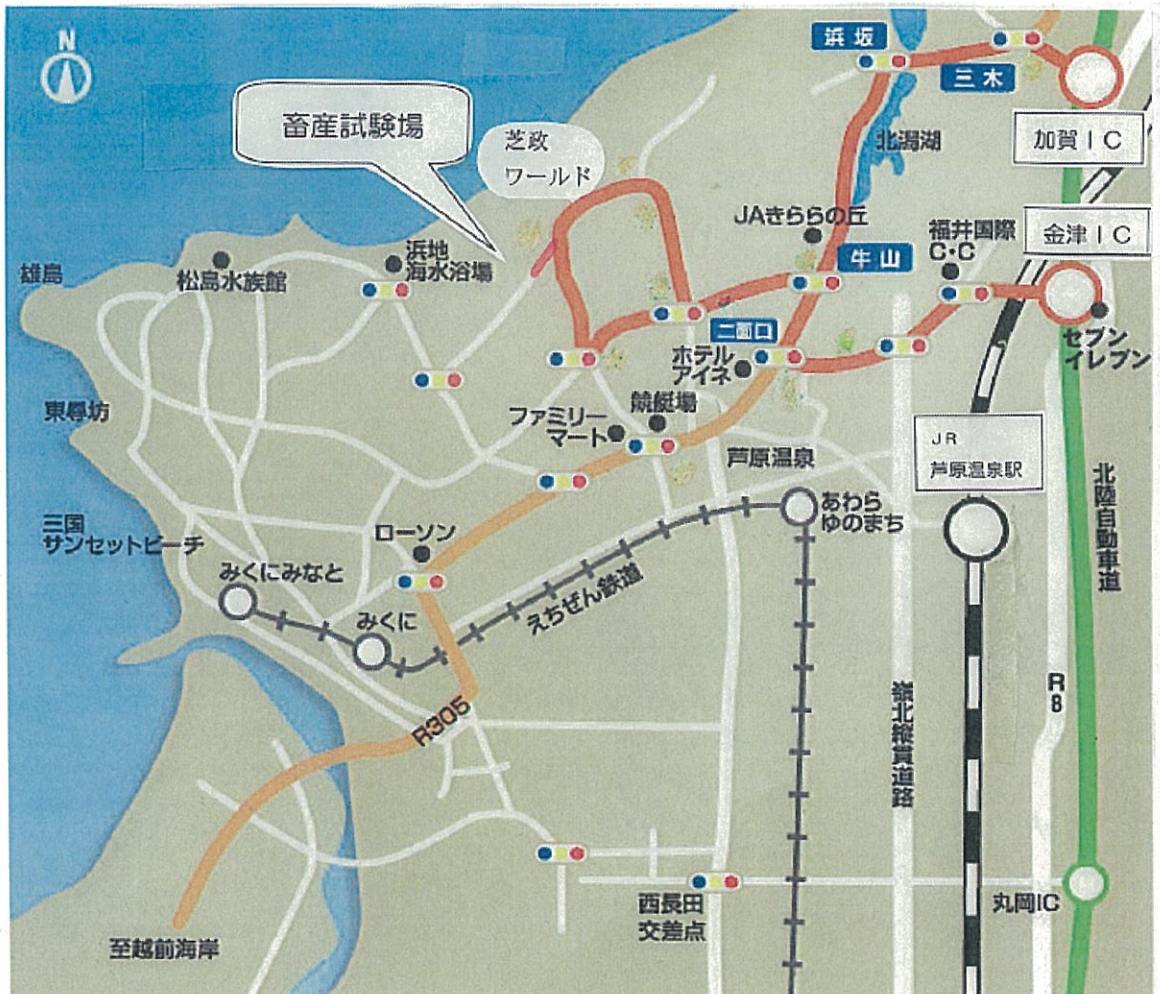 N
浜坂
三木
畜産試験場
芝政
ワールド
北潟湖
加賀IC
JAきららの丘
福井国際
C・C
金津IC
牛山
雄島
松島水族館
浜地
海水浴場
二面口
セブン
イレブン
ホテル
アイネ
東尋坊
ファミリー
マート
競艇場
芦原温泉
JR
芦原温泉駅
北陸自動車道
三国
サンセットビーチ
ローソン
あわら
ゆのまち
みくにみなと
みくに
えちぜん鉄道
R305
嶺北縦貫道路
R8
西長田
交差点
丸岡IC
至越前海岸